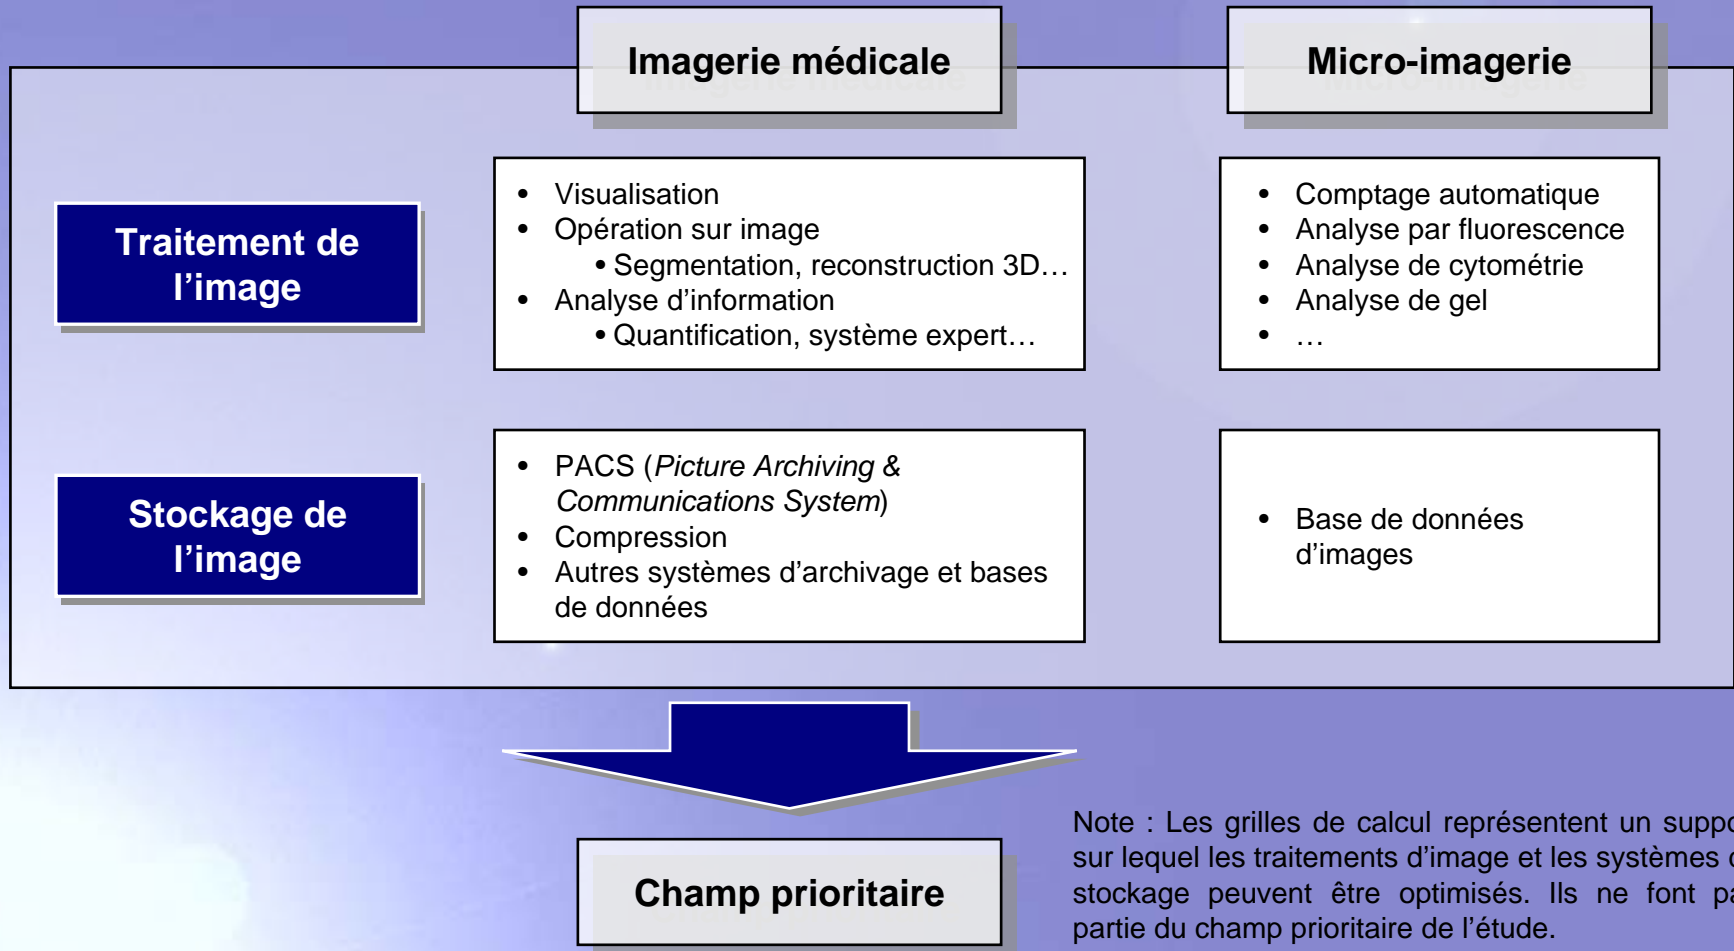 Imagerie médicale
Micro-imagerie
Traitement de
l’image
• Visualisation
• Opération sur image
• Segmentation, reconstruction 3D…
• Analyse d’information
• Quantification, système expert…
• Comptage automatique
• Analyse par fluorescence
• Analyse de cytométrie
• Analyse de gel
• …
Stockage de
l’image
• PACS (Picture Archiving &
Communications System)
• Compression
• Autres systèmes d’archivage et bases
de données
• Base de données
d’images
Champ prioritaire
Note : Les grilles de calcul représentent un
sur lequel les traitements d’image et les systèmes
stockage peuvent être optimisés. Ils ne font
partie du champ prioritaire de l’étude.